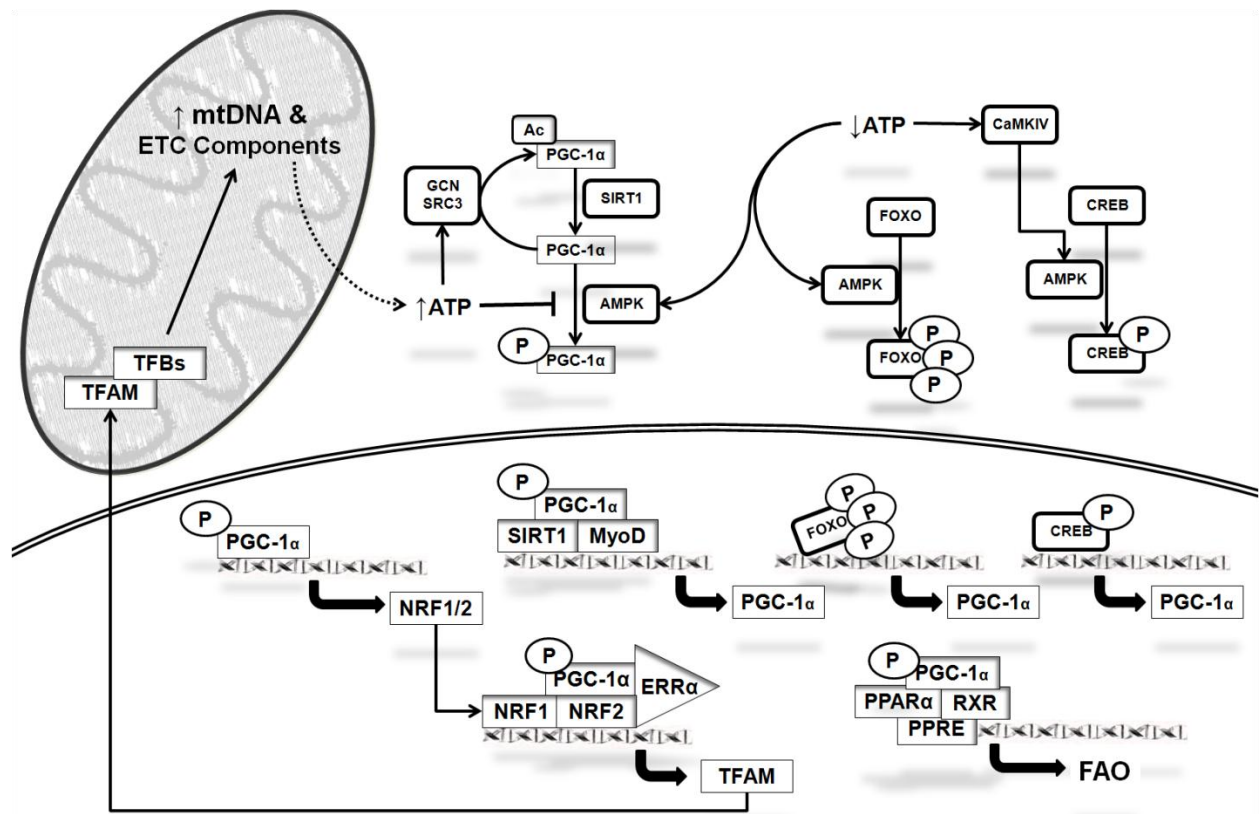 ↑ mtDNA &
ETC Components
TFBs
TFAM
Ac
PGC-1α
GCN
SRC3
SIRT1
PGC-1α
↑ATP
AMPK
P
PGC-1α
↓ATP
CaMKIV
FOXO
CREB
AMPK
AMPK
FOXO
P
P
P
CREB
P
P
PGC-1α
NRF1/2
P
PGC-1α
SIRT1
MyoD
PGC-1α
FOXO
P
P
P
PGC-1α
CREB
P
PGC-1α
P
PGC-1α
ERRα
NRF1
NRF2
TFAM
P
PGC-1α
PPARα
RXR
PPRE
FAO